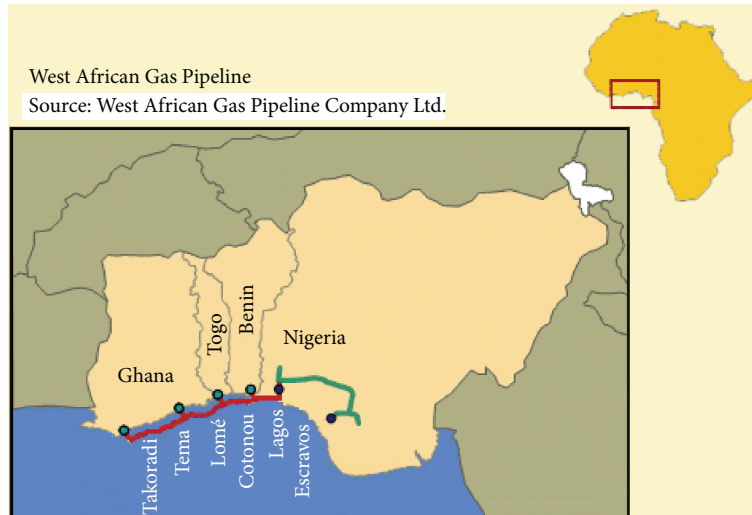 West African Gas Pipeline
Source: West African Gas Pipeline Company Ltd.
Ghana
Togo
Benin
Nigeria
Takoradi
Tema
Lomé
Cotonou
Lagos
Escravos